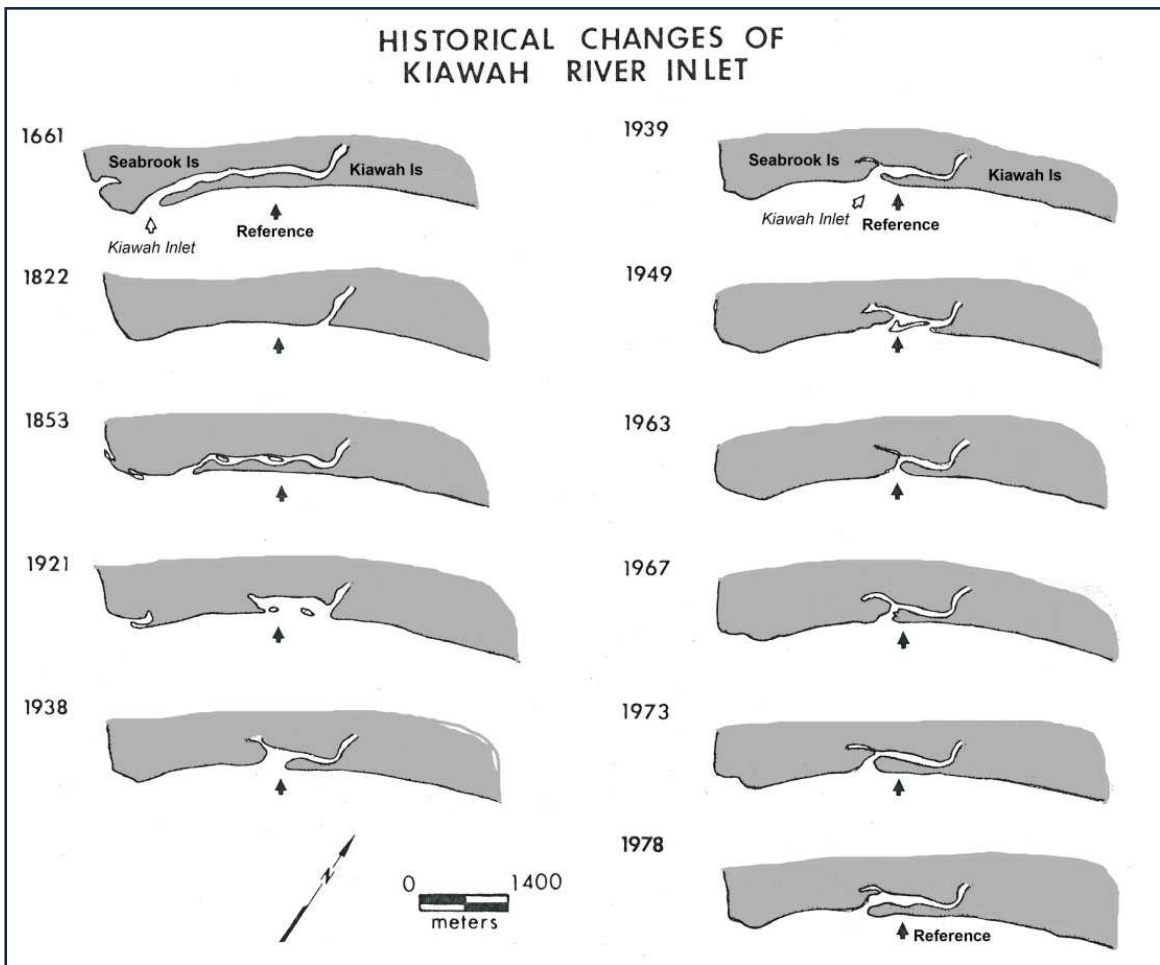 HISTORICAL CHANGES OF
KIAWAH RIVER INLET
1661
Seabrook Is
Kiawah Is
Kiawah Inlet
Reference
1822
1853
1921
1938
N
0 1400
meters
1939
Seabrook Is
Kiawah Is
Kiawah Inlet
Reference
1949
1963
1967
1973
1978
Reference